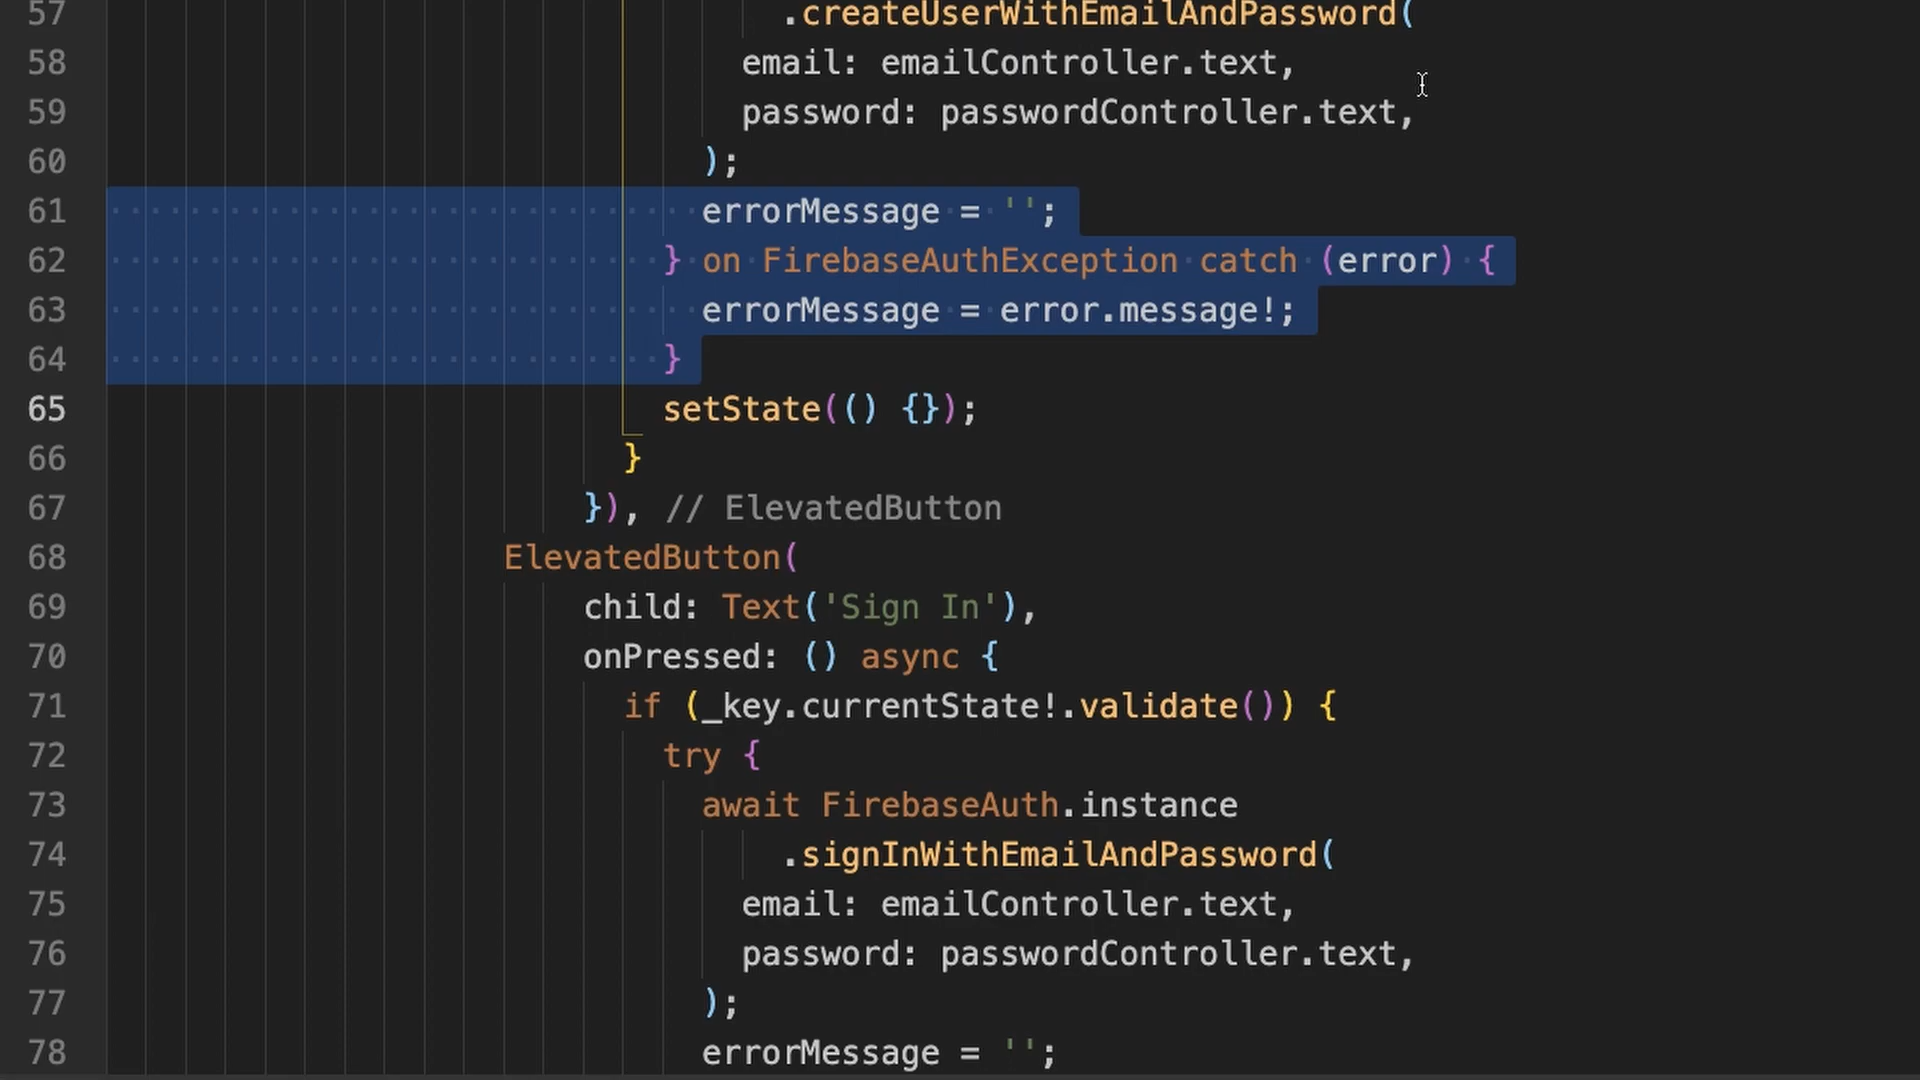 57 .createUserWithEmailAndPassword(
58 email: emailController.text,
59 password: passwordController.text,
60 );
61 errorMessage = '';
62 } on FirebaseAuthException catch (error) {
63 errorMessage = error.message!;
64 }
65 setState(() {});
66 }
67 }), // ElevatedButton
68 ElevatedButton(
69 child: Text('Sign In'),
70 onPressed: () async {
71 if (_key.currentState!.validate()) {
72 try {
73 await FirebaseAuth.instance
74 .signInWithEmailAndPassword(
75 email: emailController.text,
76 password: passwordController.text,
77 );
78 errorMessage = '';